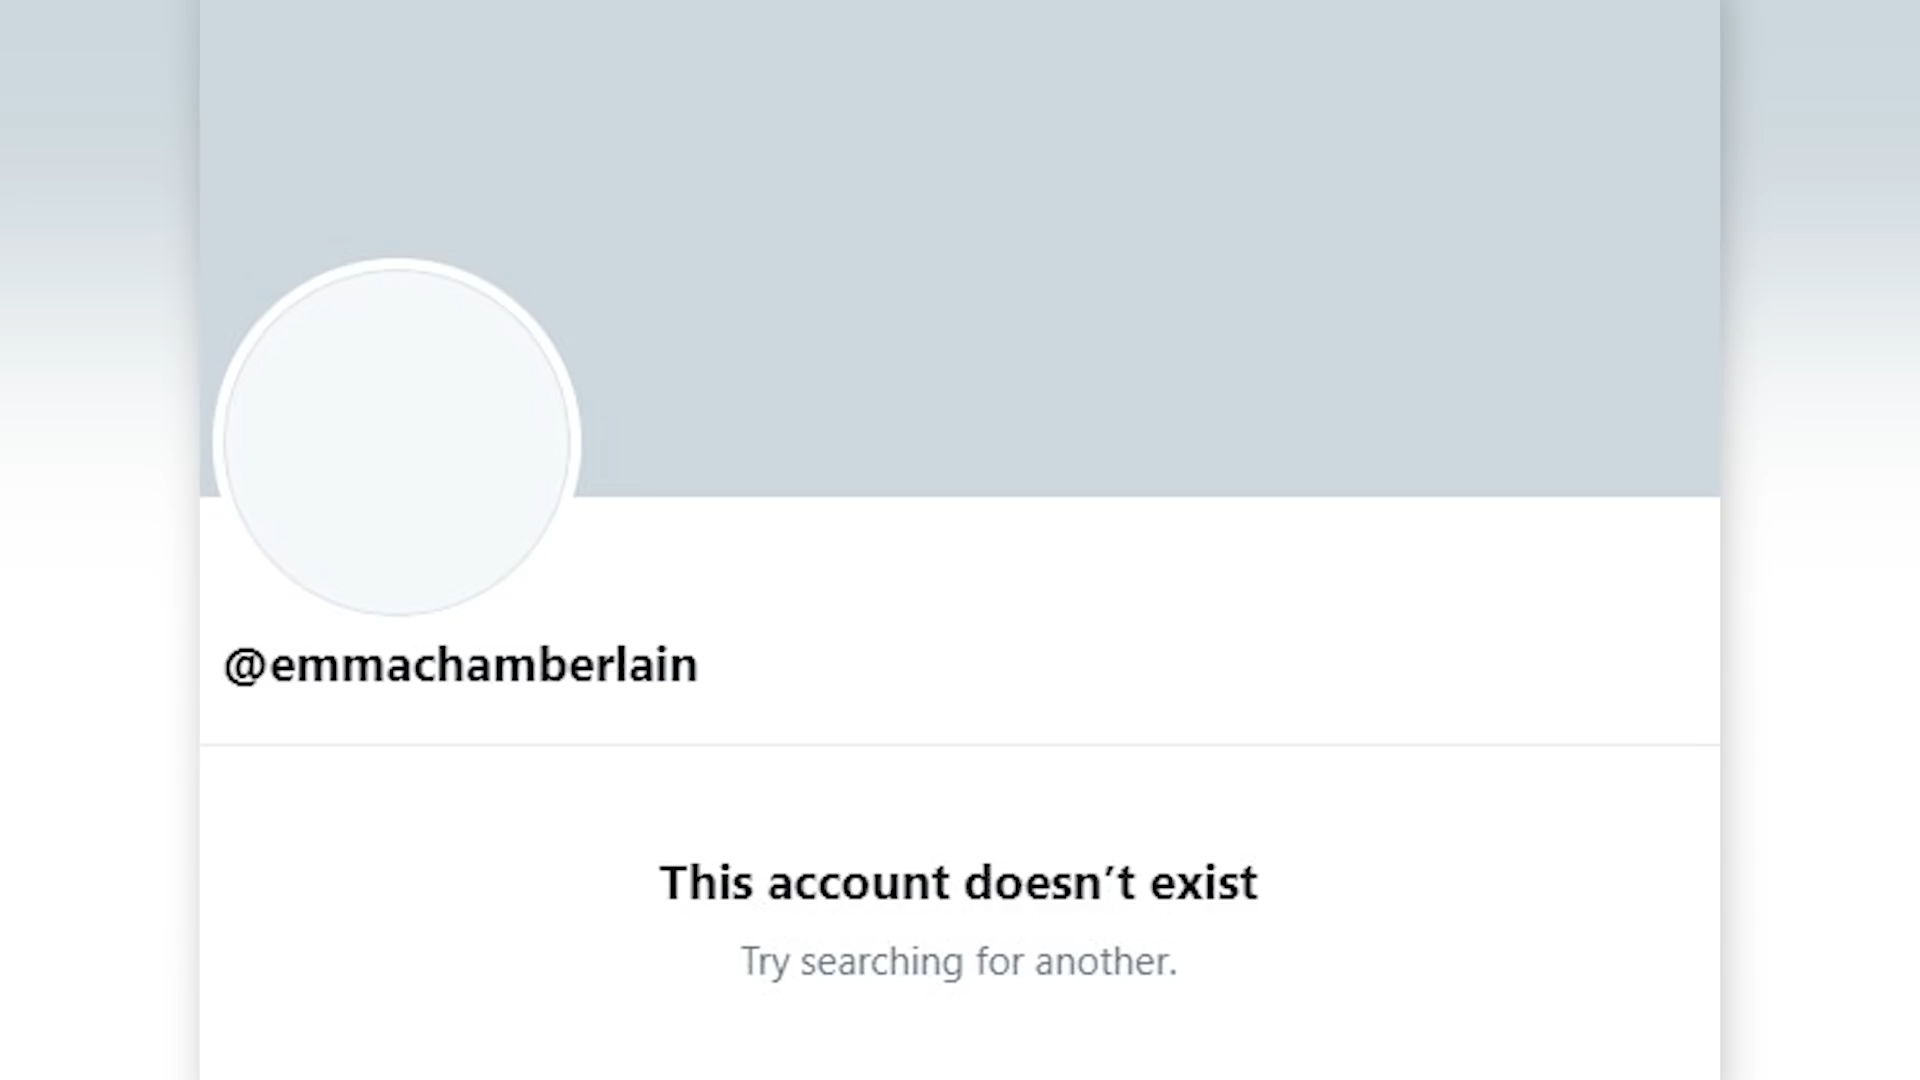 @emmachamberlain
This account doesn’t exist
Try searching for another.